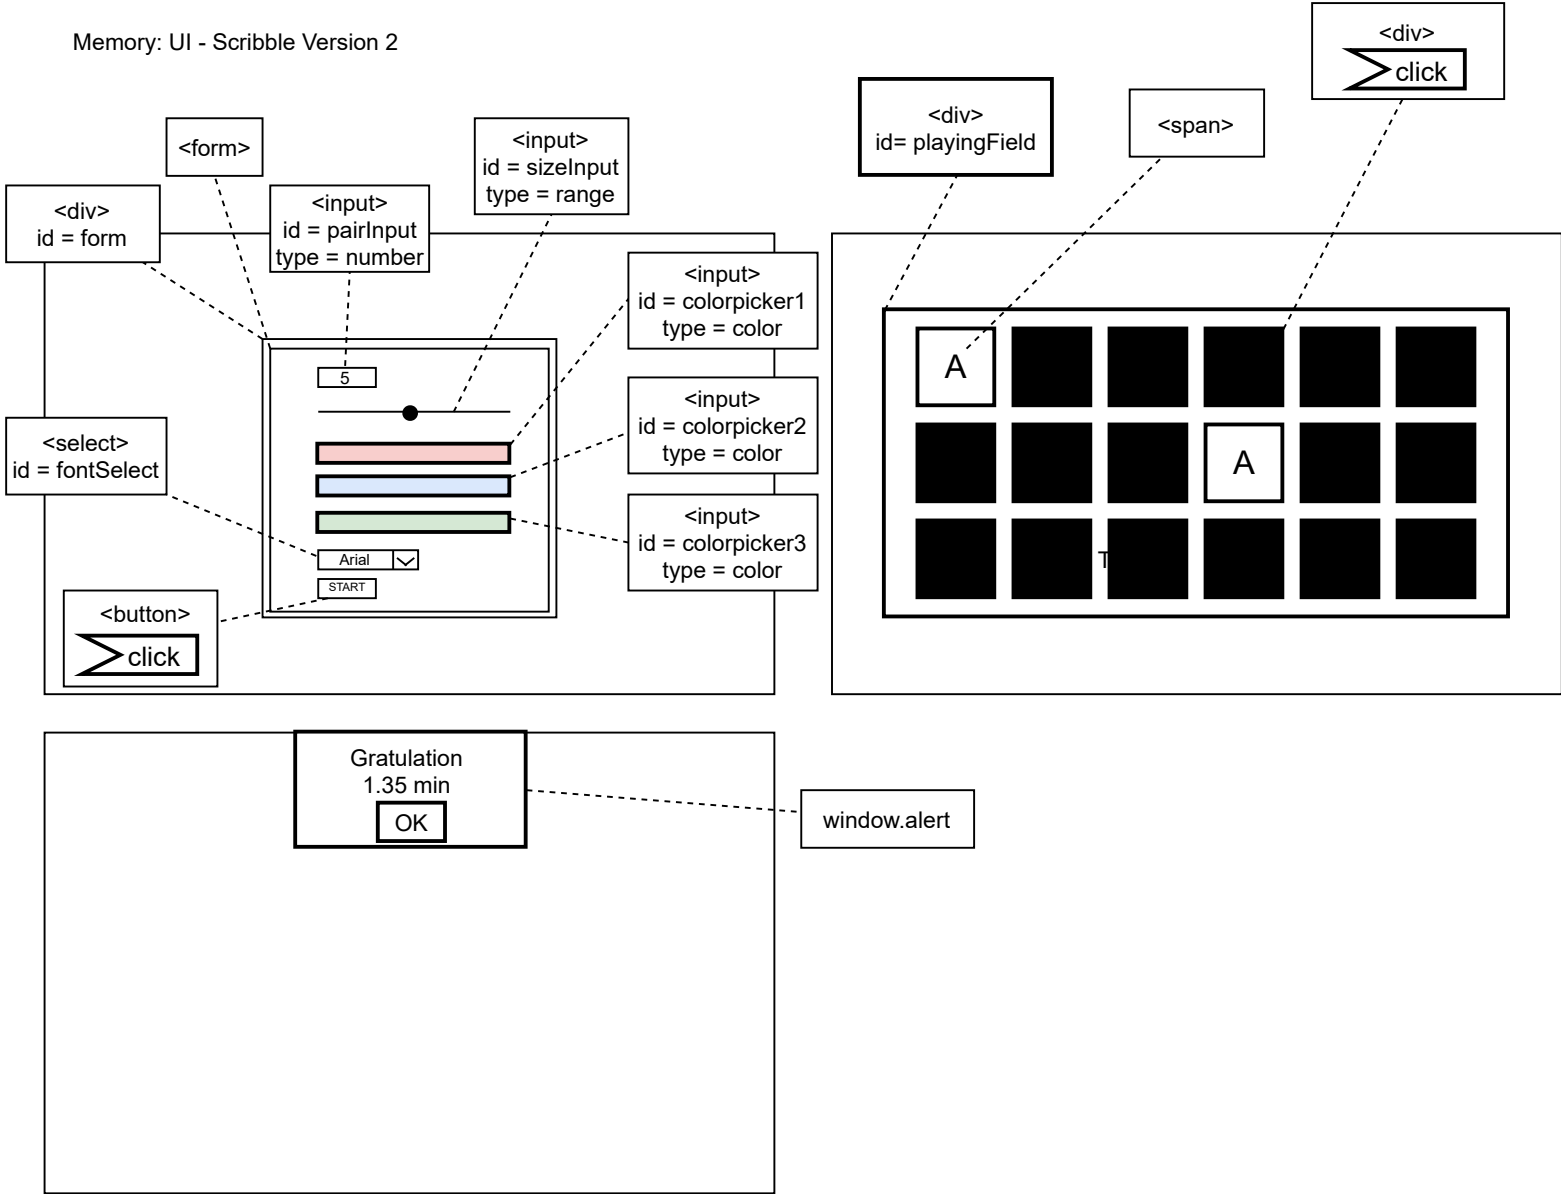 Memory: UI - Scribble Version 2
<div>
click
<div>
id= playingField
<span>
<form>
<input>
id = sizeInput
type = range
<div>
id = form
<input>
id = pairInput
type = number
<input>
id = colorpicker1
type = color
5
A
<input>
id = colorpicker2
type = color
<select>
id = fontSelect
A
<input>
id = colorpicker3
type = color
Arial
START
T
<button>
click
Gratulation
1.35 min
OK
window.alert